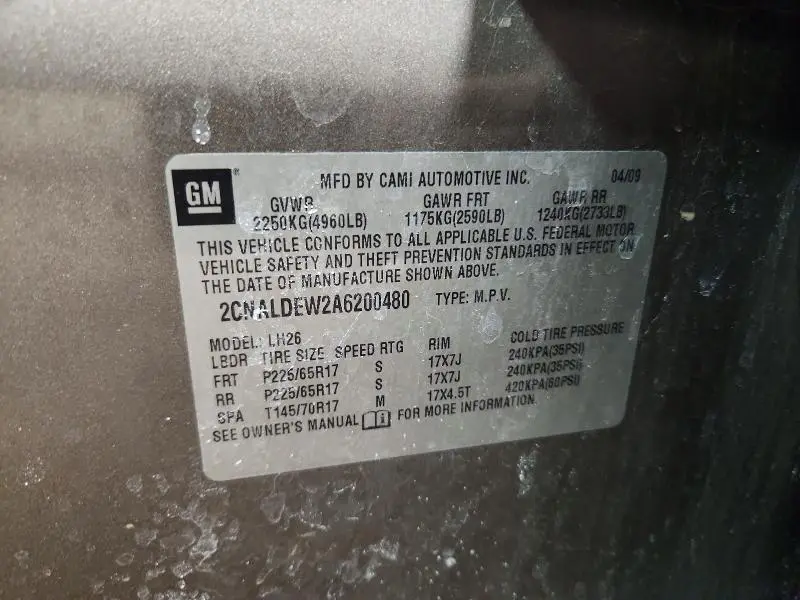 GM
MFD BY CAMI AUTOMOTIVE INC. 04/09
GVWR GAWR FRT GAWR RR
2250KG(4960LB) 1175KG(2590LB) 1240KG(2733LB)
THIS VEHICLE CONFORMS TO ALL APPLICABLE U.S. FEDERAL MOTOR
VEHICLE SAFETY AND THEFT PREVENTION STANDARDS IN EFFECT ON
THE DATE OF MANUFACTURE SHOWN ABOVE.
2CNALDEW2A6200480 TYPE: M.P.V.
MODEL: LH26
LBDR TIRE SIZE SPEED RTG RIM COLD TIRE PRESSURE
FRT P225/65R17 S 17X7J 240KPA(35PSI)
RR P225/65R17 S 17X7J 240KPA(35PSI)
SPA T145/70R17 M 17X4.5T 420KPA(60PSI)
SEE OWNER'S MANUAL FOR MORE INFORMATION.